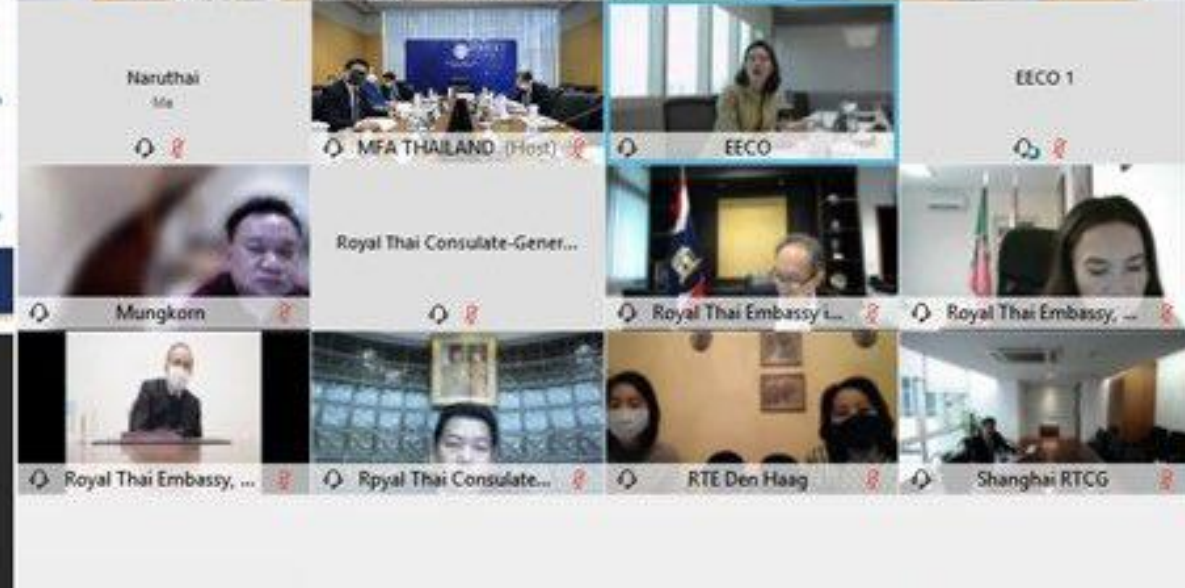 Naruthai
Me
MFA THAILAND (Host)
EECO
EECO 1
Mungkorn
Royal Thai Consulate-Gener...
Royal Thai Embassy i...
Royal Thai Embassy, ...
Royal Thai Embassy, ...
Rpyal Thai Consulate...
RTE Den Haag
Shanghai RTCG